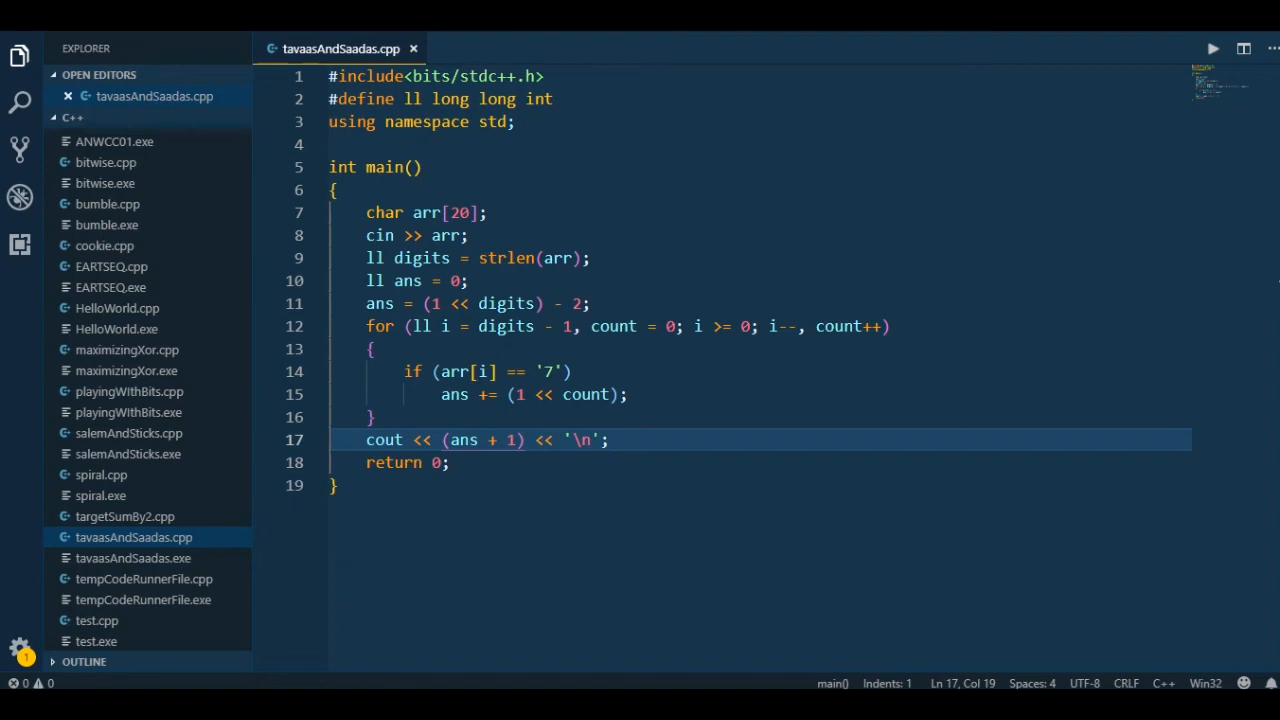 EXPLORER
OPEN EDITORS
tavaasAndSaadas.cpp
C++
ANWCC01.exe
bitwise.cpp
bitwise.exe
bumble.cpp
bumble.exe
cookie.cpp
EARTSEQ.cpp
EARTSEQ.exe
HelloWorld.cpp
HelloWorld.exe
maximizingXor.cpp
maximizingXor.exe
playingWIthBits.cpp
playingWIthBits.exe
salemAndSticks.cpp
salemAndSticks.exe
spiral.cpp
spiral.exe
targetSumBy2.cpp
tavaasAndSaadas.cpp
tavaasAndSaadas.exe
tempCodeRunnerFile.cpp
tempCodeRunnerFile.exe
test.cpp
test.exe
OUTLINE
1
tavaasAndSaadas.cpp
1 #include<bits/stdc++.h>
2 #define ll long long int
3 using namespace std;
4
5 int main()
6 {
7     char arr[20];
8     cin >> arr;
9     ll digits = strlen(arr);
10     ll ans = 0;
11     ans = (1 << digits) - 2;
12     for (ll i = digits - 1, count = 0; i >= 0; i--, count++)
13     {
14         if (arr[i] == '7')
15             ans += (1 << count);
16     }
17     cout << (ans + 1) << '\n';
18     return 0;
19 }
0 0 main() Indents: 1 Ln 17, Col 19 Spaces: 4 UTF-8 CRLF C++ Win32